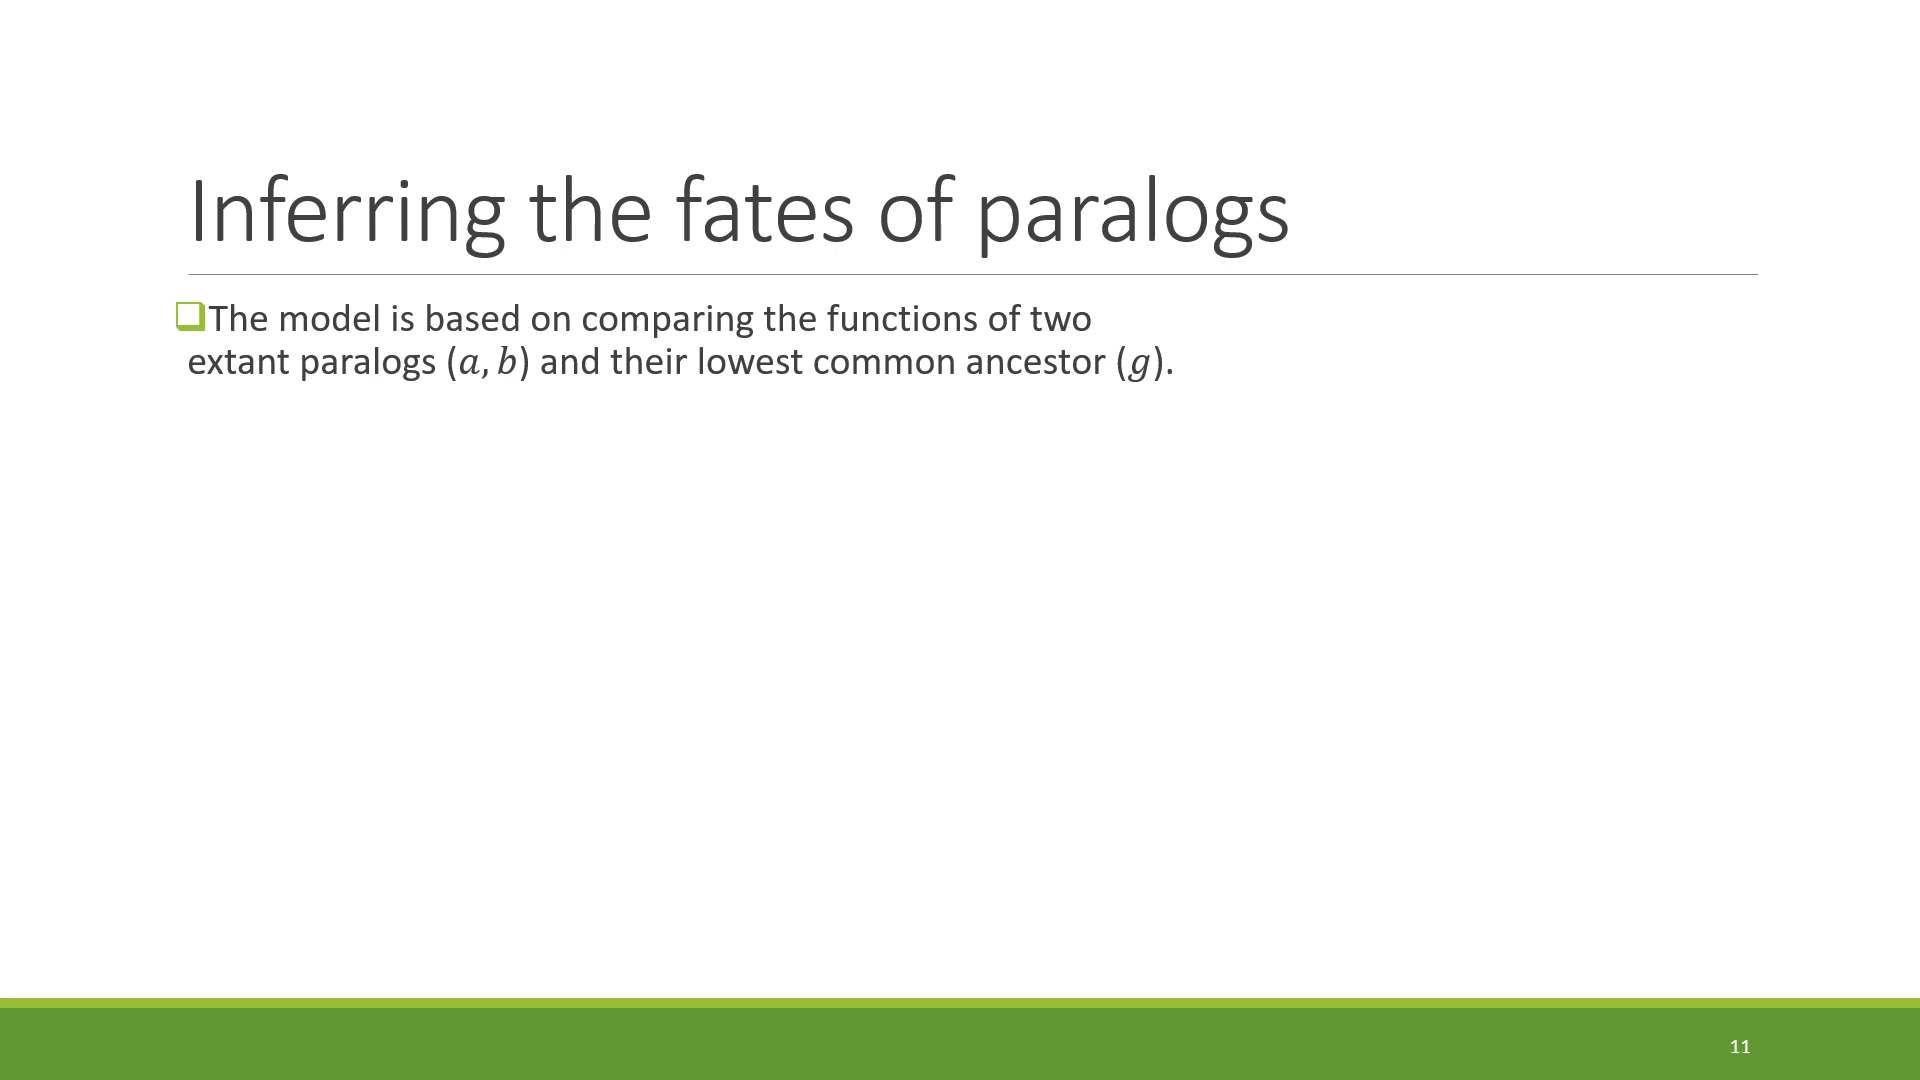 Inferring the fates of paralogs
The model is based on comparing the functions of two
extant paralogs (𝑎, 𝑏) and their lowest common ancestor (𝑔).
11